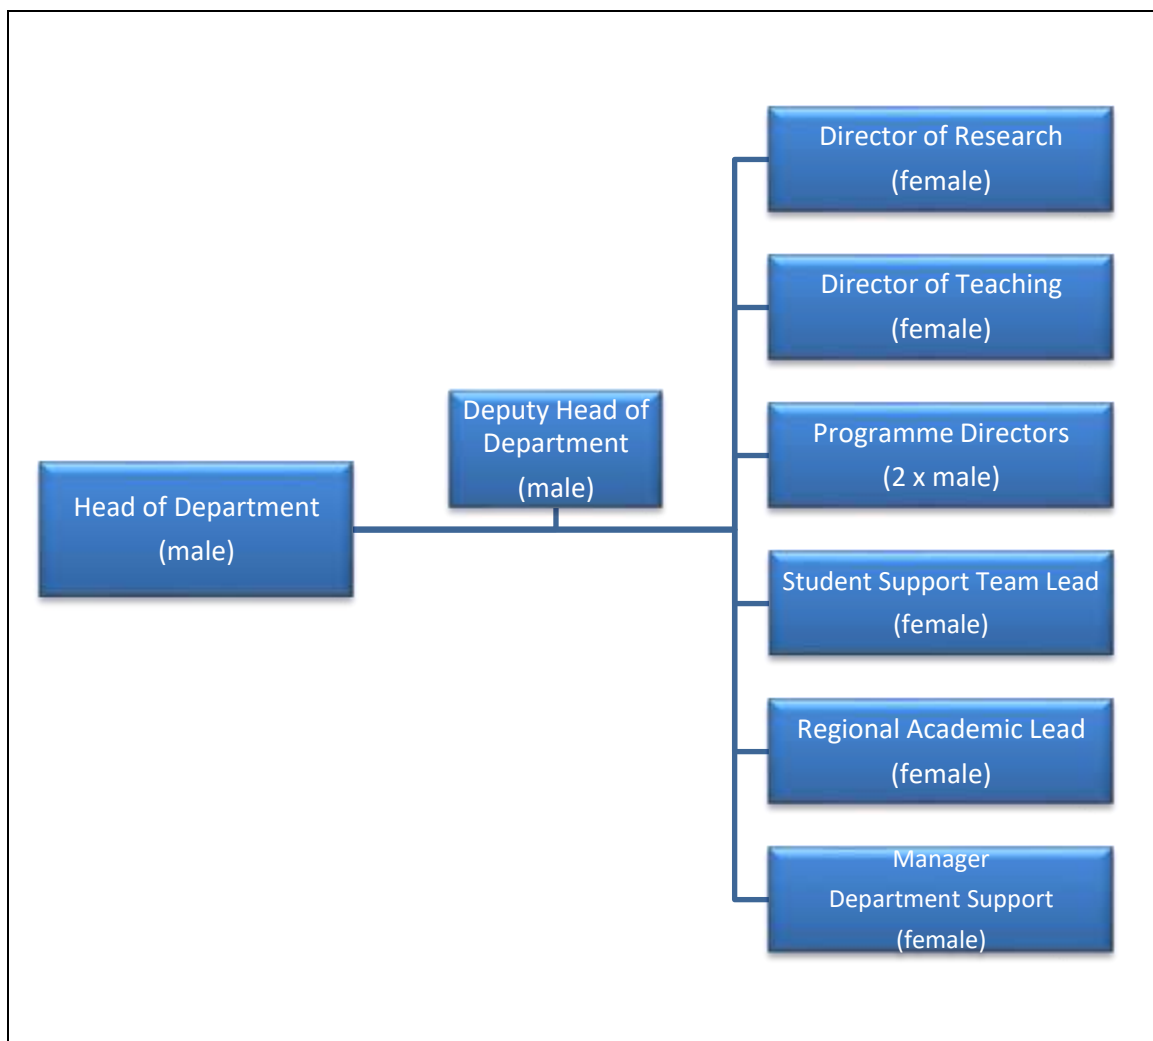 Head of Department
(male)
Deputy Head of
Department
(male)
Director of Research
(female)
Director of Teaching
(female)
Programme Directors
(2 x male)
Student Support Team Lead
(female)
Regional Academic Lead
(female)
Manager
Department Support
(female)